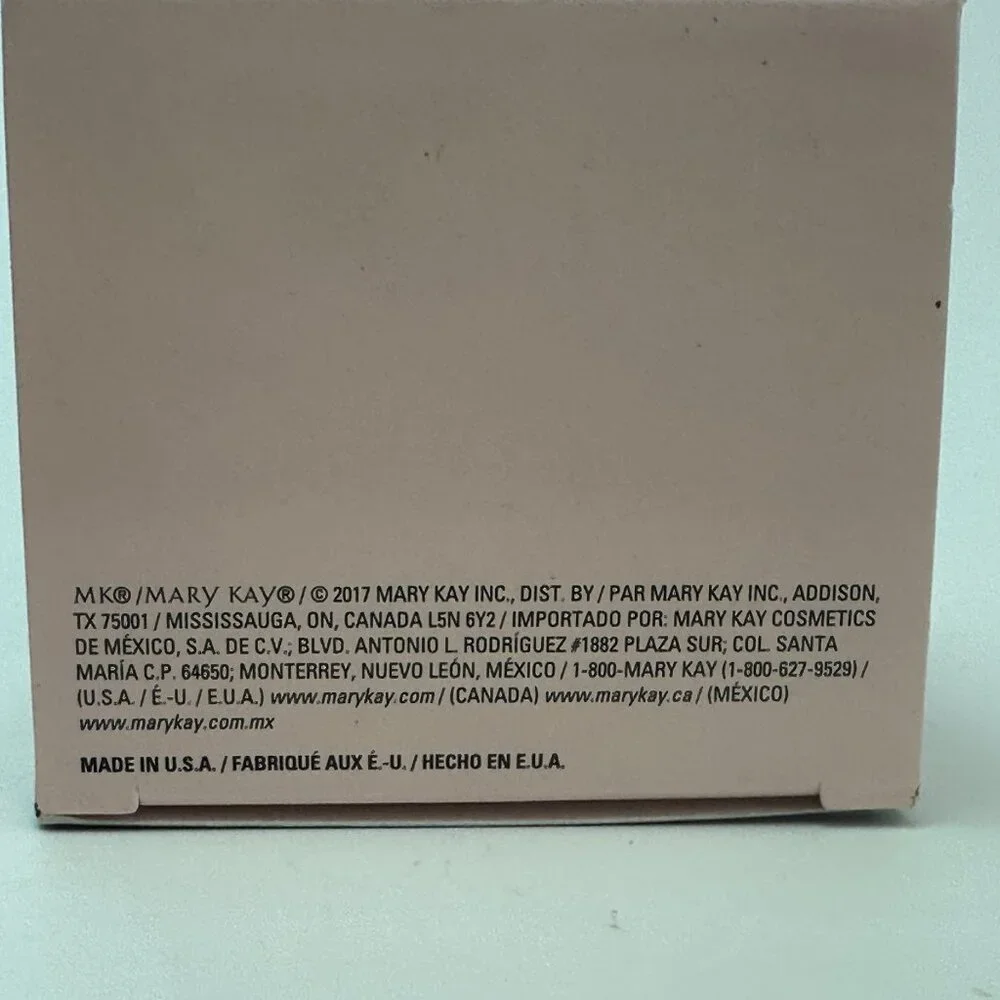 MK® /MARY KAY® / © 2017 MARY KAY INC., DIST. BY / PAR MARY KAY INC., ADDISON,
TX 75001 / MISSISSAUGA, ON, CANADA L5N 6Y2 / IMPORTADO POR: MARY KAY COSMETICS
DE MÉXICO, S.A. DE C.V.; BLVD. ANTONIO L. RODRÍGUEZ #1882 PLAZA SUR; COL. SANTA
MARÍA C.P. 64650; MONTERREY, NUEVO LEÓN, MÉXICO / 1-800-MARY KAY (1-800-627-9529) /
(U.S.A. / É.-U. / E.U.A.) www.marykay.com / (CANADA) www.marykay.ca / (MÉXICO)
www.marykay.com.mx
MADE IN U.S.A. / FABRIQUÉ AUX É.-U. / HECHO EN E.U.A.